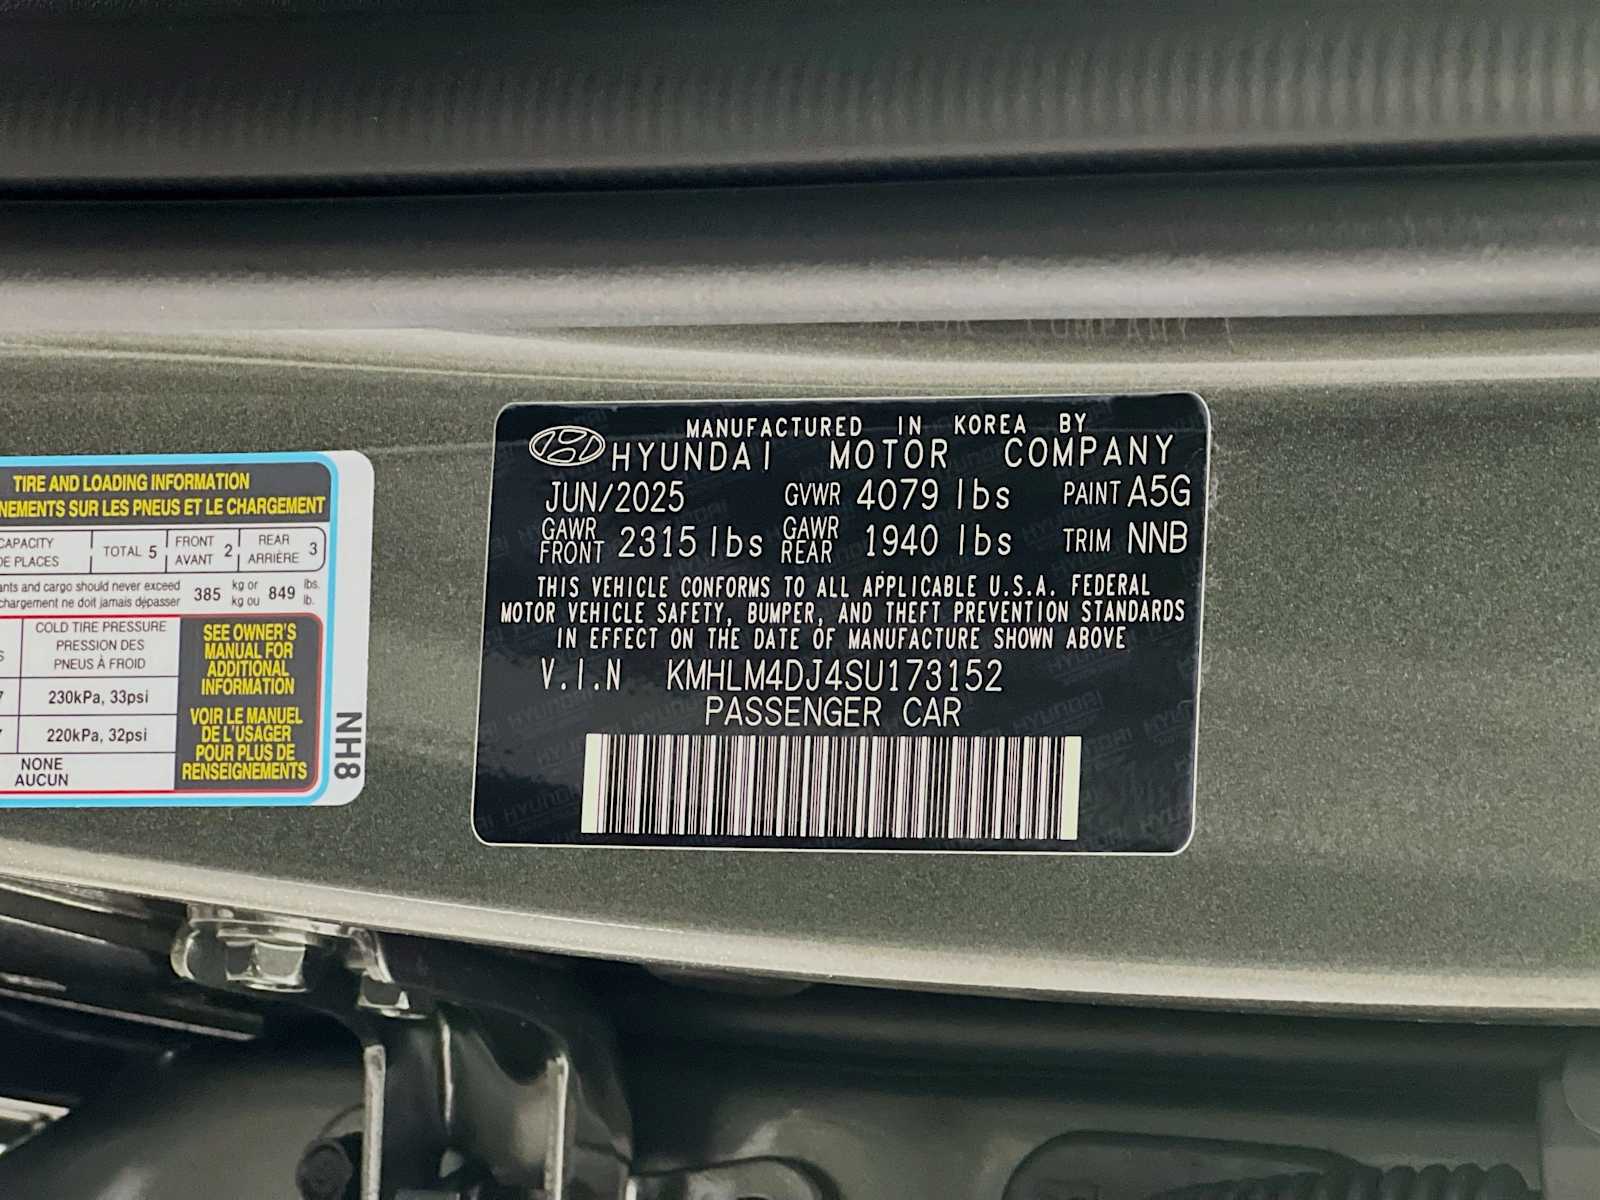 TIRE AND LOADING INFORMATION
NEMENTS SUR LES PNEUS ET LE CHARGEMENT
CAPACITY
DE PLACES
TOTAL 5
FRONT
AVANT 2
REAR
ARRIÈRE 3
ants and cargo should never exceed
chargement ne doit jamais dépasser
385 kg or
kg ou
849 lbs.
lb.
COLD TIRE PRESSURE
PRESSION DES
PNEUS À FROID
230kPa, 33psi
220kPa, 32psi
NONE
AUCUN
SEE OWNER'S
MANUAL FOR
ADDITIONAL
INFORMATION
VOIR LE MANUEL
DE L'USAGER
POUR PLUS DE
RENSEIGNEMENTS
NH8
MANUFACTURED IN KOREA BY
HYUNDAI MOTOR COMPANY
JUN/2025 GVWR 4079 lbs PAINT A5G
GAWR FRONT 2315 lbs GAWR REAR 1940 lbs TRIM NNB
THIS VEHICLE CONFORMS TO ALL APPLICABLE U.S.A. FEDERAL
MOTOR VEHICLE SAFETY, BUMPER, AND THEFT PREVENTION STANDARDS
IN EFFECT ON THE DATE OF MANUFACTURE SHOWN ABOVE
V.I.N KMHLM4DJ4SU173152
PASSENGER CAR